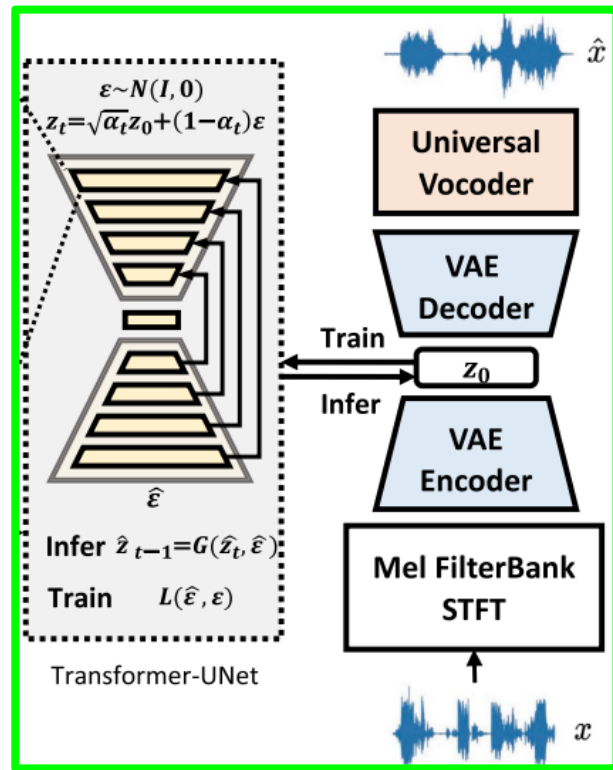 ε~N(I, 0)
z_t=√α_t z_0+(1−α_t)ε
ε̂
Infer ẑ_{t−1}=G(ẑ_t, ε̂)
Train L(ε̂, ε)
Transformer-UNet
Train
Infer
x̂
Universal
Vocoder
VAE
Decoder
z_0
VAE
Encoder
Mel FilterBank
STFT
x